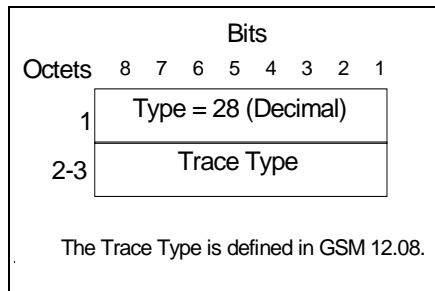 Bits
Octets 8 7 6 5 4 3 2 1
1 Type = 28 (Decimal)
2-3 Trace Type
The Trace Type is defined in GSM 12.08.